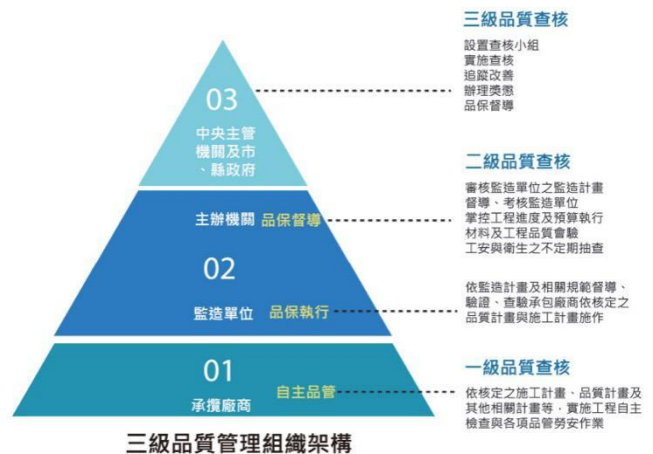 三級品質查核
設置查核小組
實施查核
追蹤改善
辦理獎懲
品保督導
03
中央主管
機關及市
、縣政府
二級品質查核
審核監造單位之監造計畫
督導、考核監造單位
掌控工程進度及預算執行
材料及工程品質會驗
工安與衛生之不定期抽查
主辦機關 品保督導
02
監造單位 品保執行
依監造計畫及相關規範督導、
驗證、查驗承包廠商依核定之
品質計畫與施工計畫施作
一級品質查核
01
承攬廠商
自主品管
依核定之施工計畫、品質計畫及
其他相關計畫等，實施工程自主
檢查與各項品管勞安作業
三級品質管理組織架構